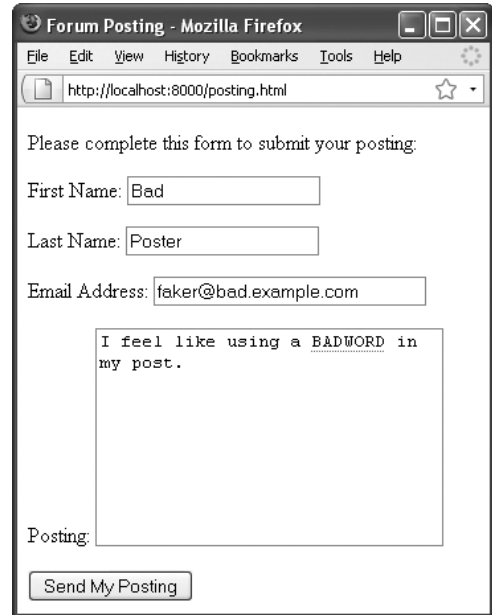 Forum Posting - Mozilla Firefox
File Edit View History Bookmarks Tools Help
http://localhost:8000/posting.html
Please complete this form to submit your posting:
First Name: Bad
Last Name: Poster
Email Address: faker@bad.example.com
I feel like using a BADWORD in
my post.
Posting:
Send My Posting